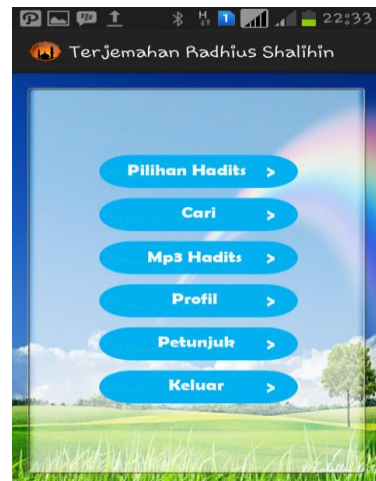 22:33
Terjemahan Radhius Shalihin
Pilihan Hadits >
Cari >
Mp3 Hadits >
Profil >
Petunjuk >
Keluar >